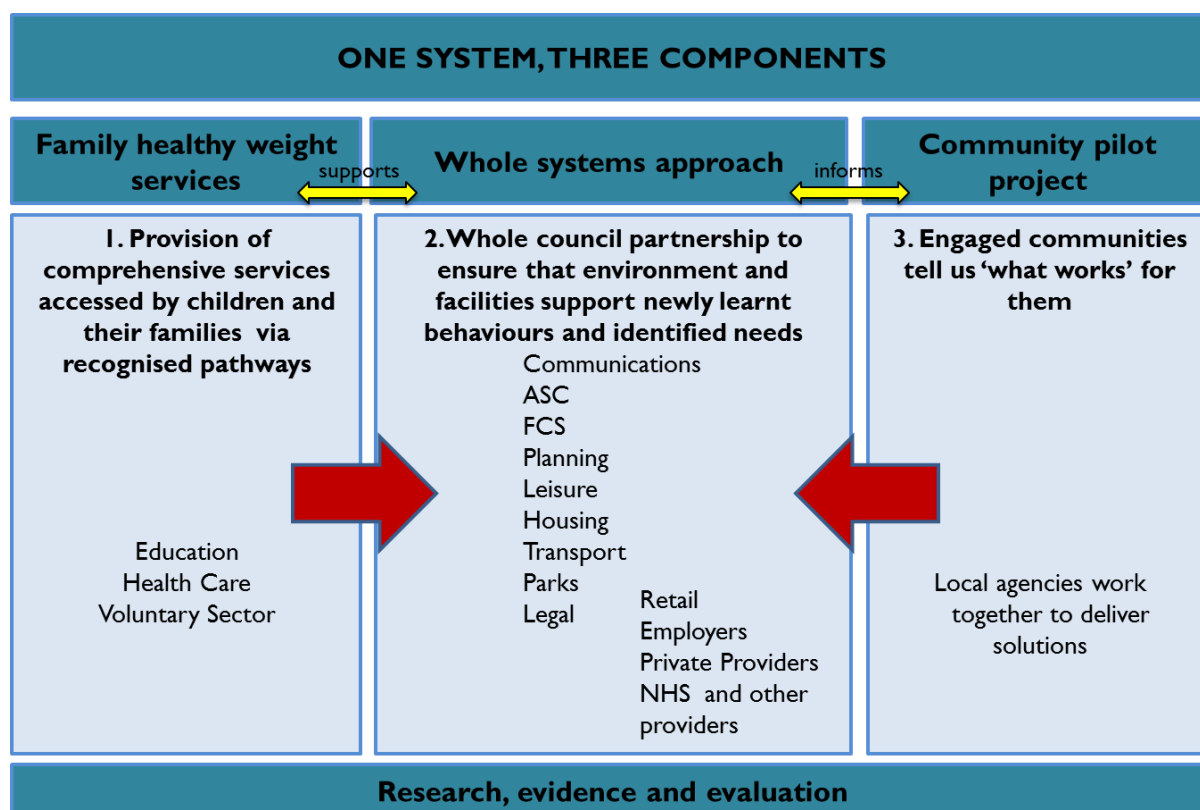 ONE SYSTEM, THREE COMPONENTS
Family healthy weight
services
supports
Whole systems approach
informs
Community pilot
project
1. Provision of
comprehensive services
accessed by children and
their families via
recognised pathways
Education
Health Care
Voluntary Sector
2. Whole council partnership to
ensure that environment and
facilities support newly learnt
behaviours and identified needs
Communications
ASC
FCS
Planning
Leisure
Housing
Transport
Parks
Legal
Retail
Employers
Private Providers
NHS and other
providers
3. Engaged communities
tell us ‘what works’ for
them
Local agencies work
together to deliver
solutions
Research, evidence and evaluation